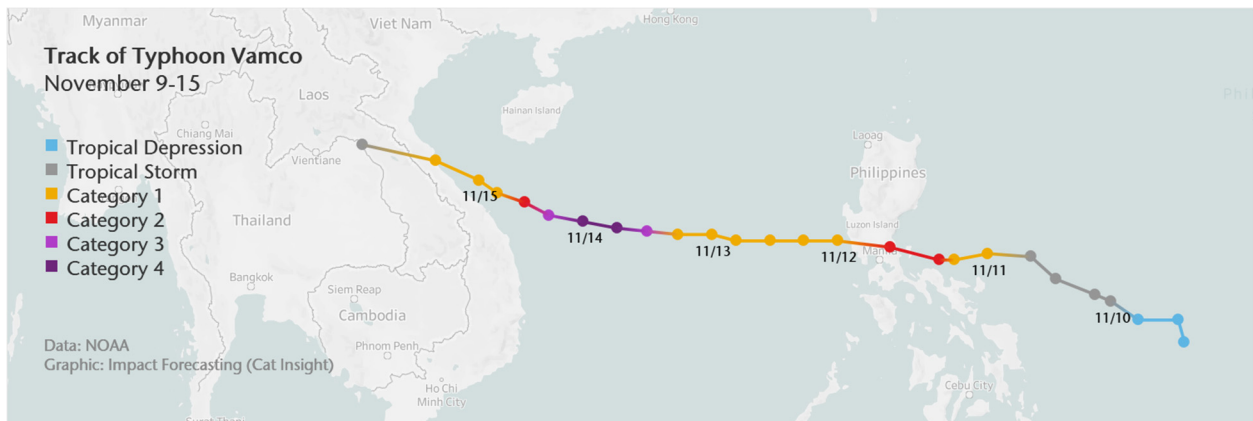 Myanmar
Viet Nam
Hong Kong
Track of Typhoon Vamco
November 9-15
Laos
Hainan Island
Chiang Mai
Laoag
Vientiane
Philippines
Tropical Depression
Tropical Storm
Category 1
Category 2
Category 3
Category 4
11/15
Thailand
Luzon Island
11/14
11/13
11/12
Manila
11/11
Bangkok
Siem Reap
Cambodia
11/10
Data: NOAA
Graphic: Impact Forecasting (Cat Insight)
Phnom Penh
Ho Chi
Minh City
Cebu City